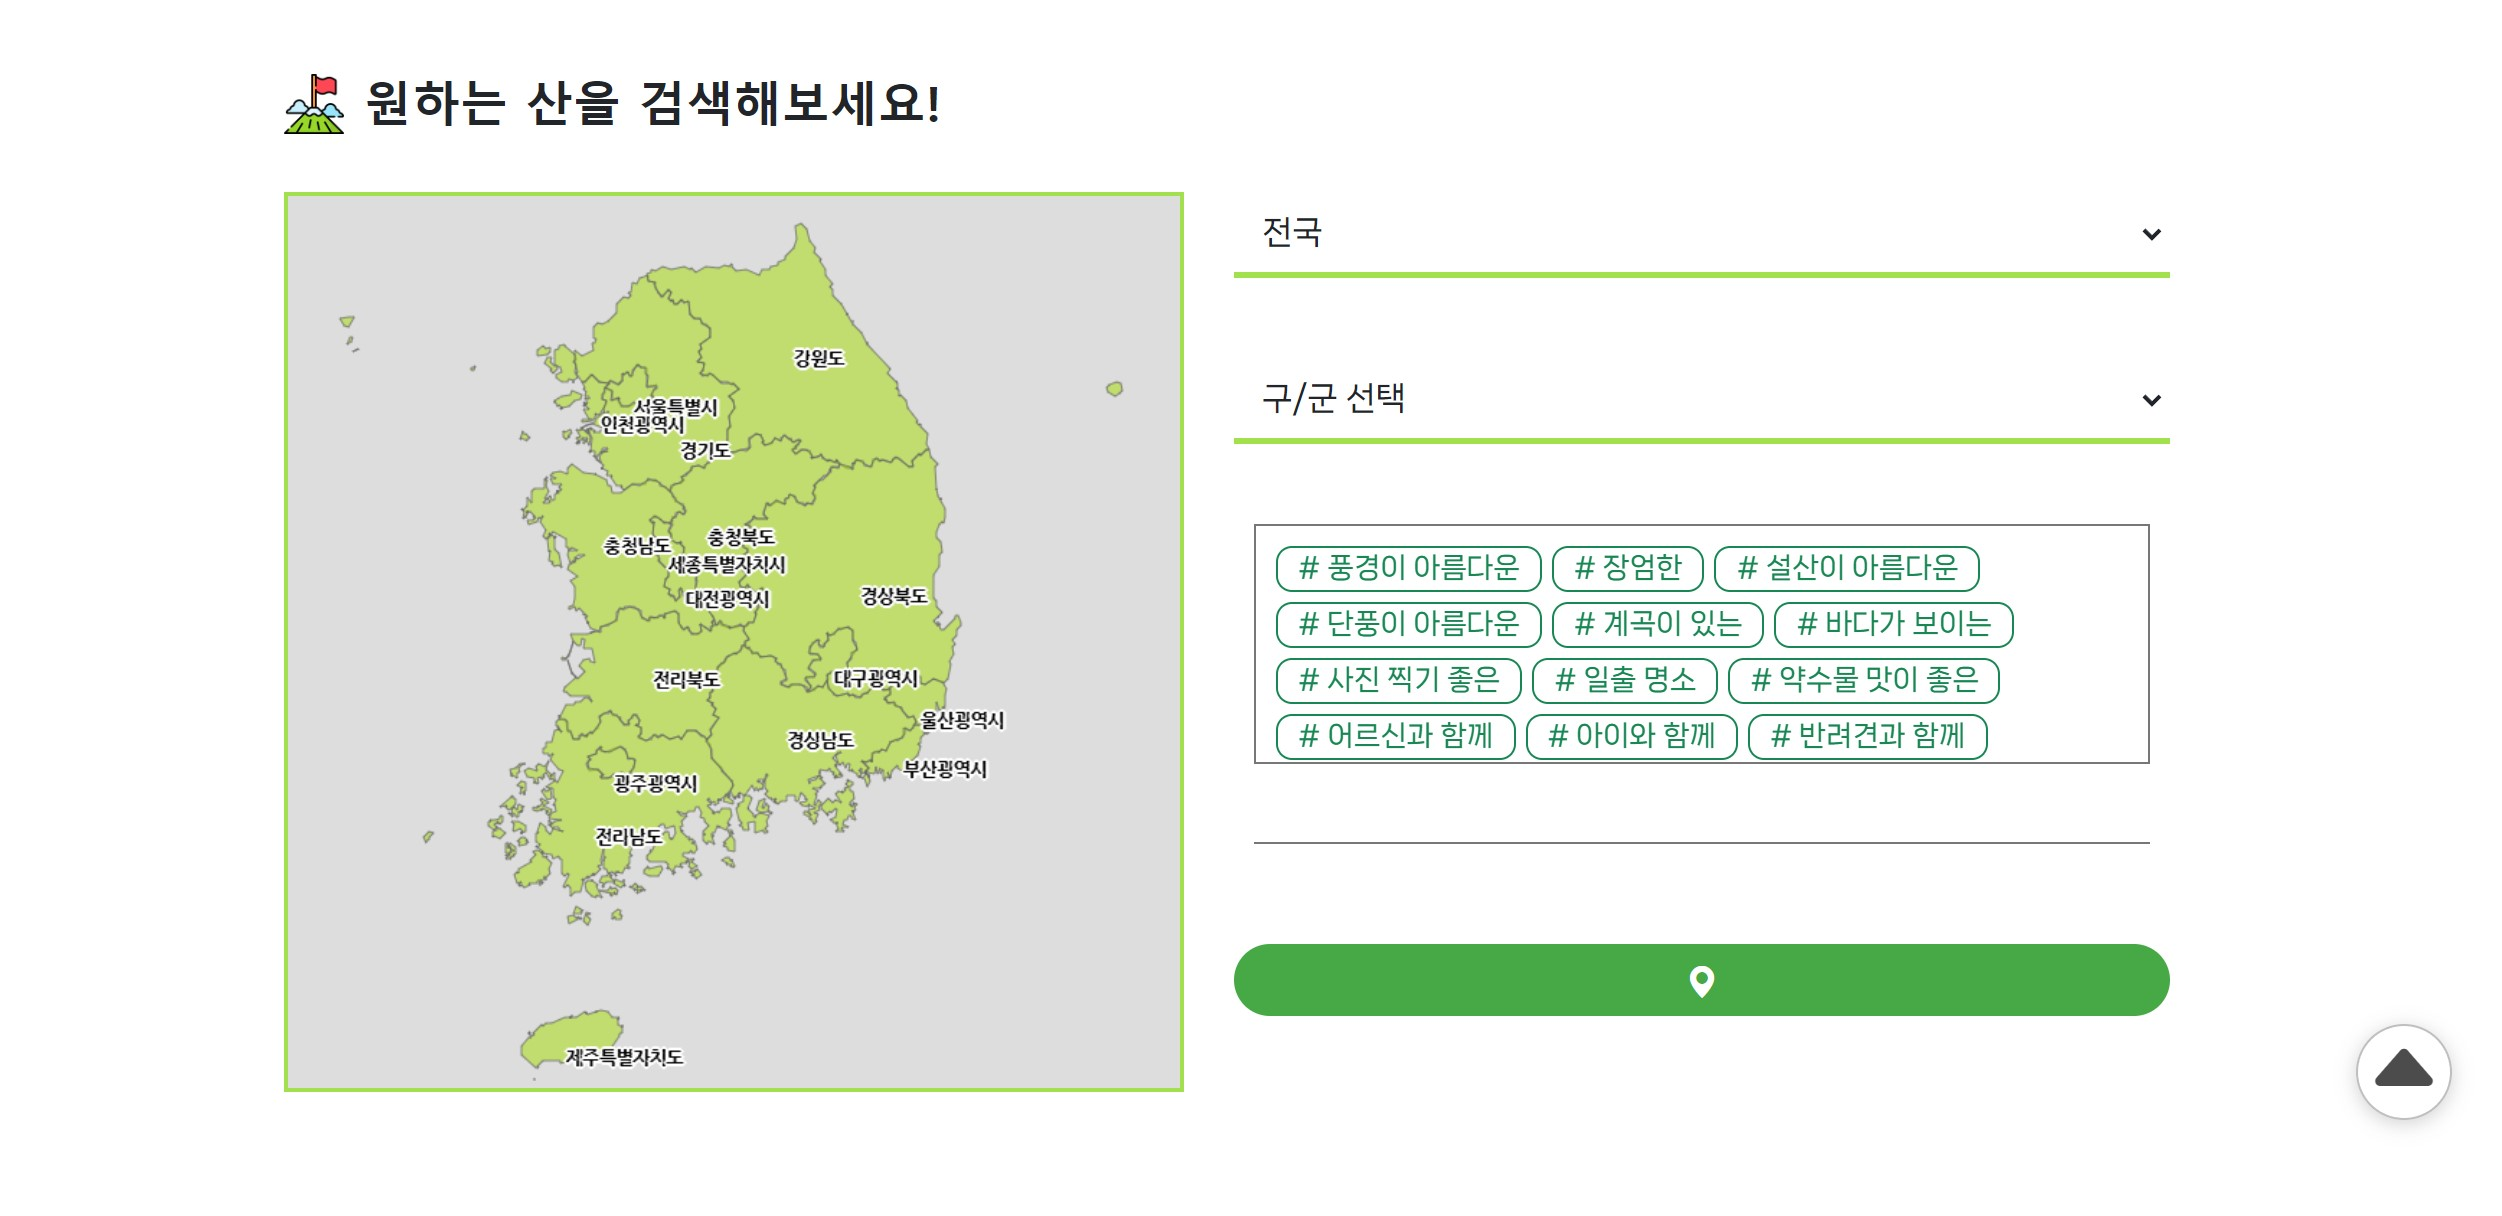 원하는 산을 검색해보세요!
강원도
서울특별시
인천광역시
경기도
충청북도
충청남도
세종특별자치시
대전광역시
경상북도
전라북도
대구광역시
울산광역시
경상남도
부산광역시
광주광역시
전라남도
제주특별자치도
전국
구/군 선택
# 풍경이 아름다운 # 장엄한 # 설산이 아름다운
# 단풍이 아름다운 # 계곡이 있는 # 바다가 보이는
# 사진 찍기 좋은 # 일출 명소 # 약수물 맛이 좋은
# 어르신과 함께 # 아이와 함께 # 반려견과 함께